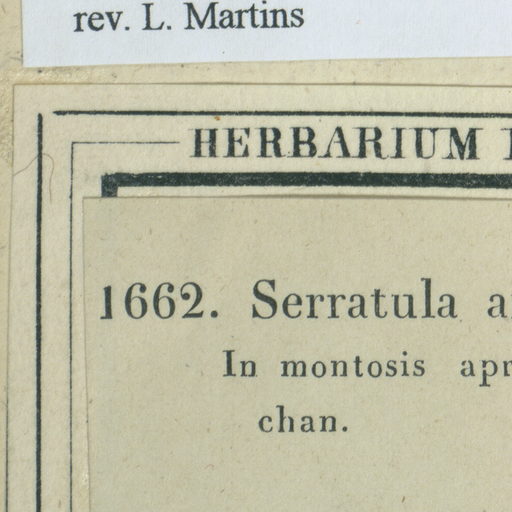 rev. L. Martins
HERBARIUM
1662. Serratula
In montosis
chan.